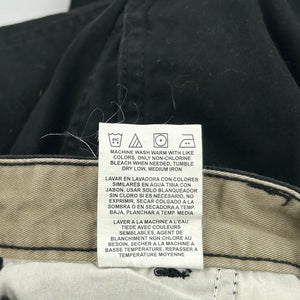 MACHINE WASH WARM WITH LIKE
COLORS, ONLY NON-CHLORINE
BLEACH WHEN NEEDED, TUMBLE
DRY LOW, MEDIUM IRON
LAVAR EN LAVADORA CON COLORES
SIMILARES EN AGUA TIBIA CON
JABON, USAR SOLO BLANQUEADOR
SIN CLORO SI ES NECESARIO. NO
EXPRIMIR. SECAR COLGADO A LA
SOMBRA O EN SECADORA A TEMP.
BAJA, PLANCHAR A TEMP. MEDIA
LAVER A LA MACHINE A L'EAU
TIEDE AVEC COULEURS
SEMBLABLES, AGENT DE
BLANCHIMENT NON CHLORE AU
BESOIN, SECHER A LA MACHINE A
BASSE TEMPERATURE. REPASSER A
TEMPERATURE MOYENNE